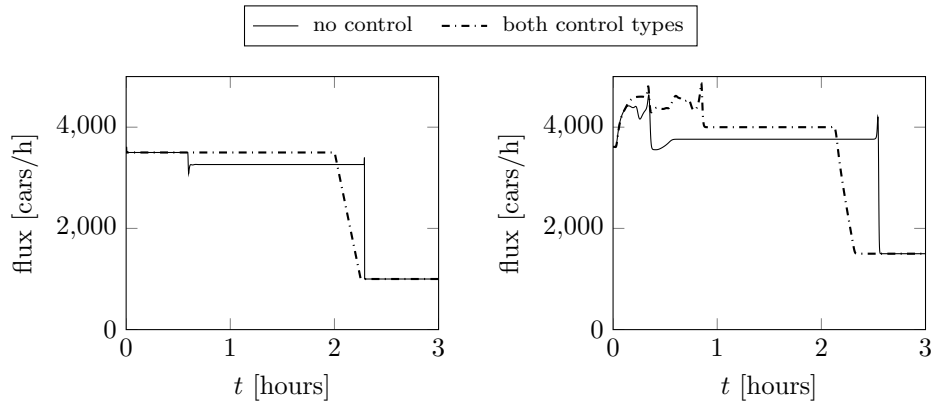 no control both control types
4,000
2,000
0
flux [cars/h]
0 1 2 3
t [hours]
4,000
2,000
0
flux [cars/h]
0 1 2 3
t [hours]